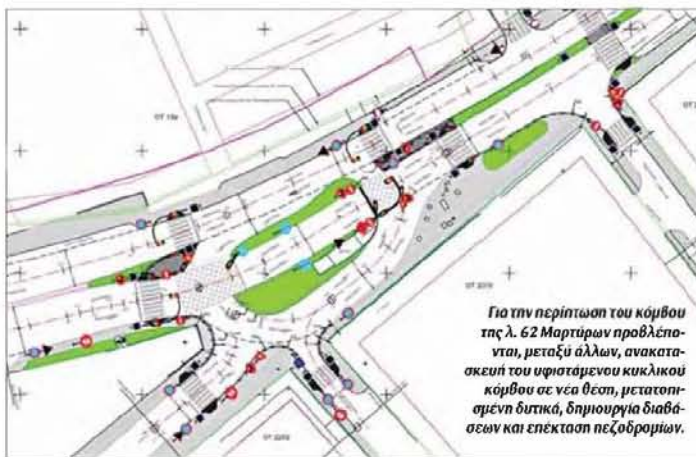 Για την περίπτωση του κόμβου
της λ. 62 Μαρτύρων προβλέπο-
νται, μεταξύ άλλων, ανακατα-
σκευή του υφιστάμενου κυκλικού
κόμβου σε νέα θέση, μετατοπι-
σμένη δυτικά, δημιουργία διαβά-
σεων και επέκταση πεζοδρομίων.